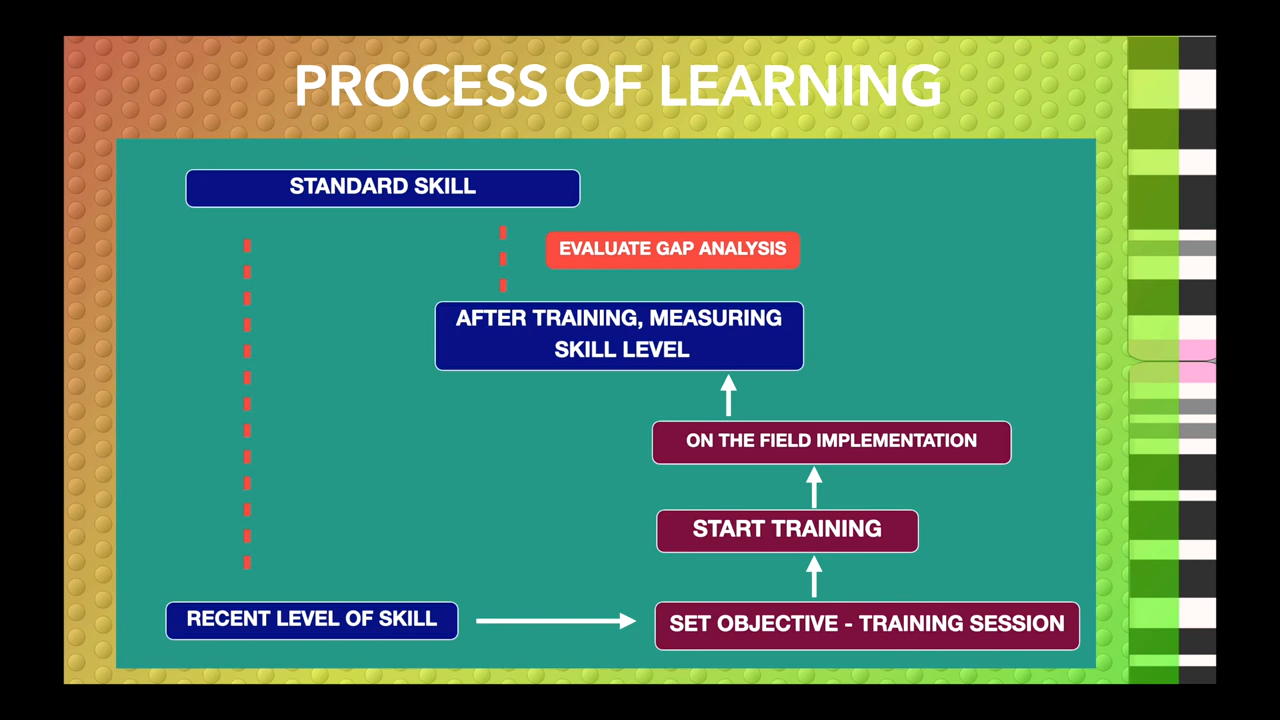 PROCESS OF LEARNING
STANDARD SKILL
EVALUATE GAP ANALYSIS
AFTER TRAINING, MEASURING
SKILL LEVEL
ON THE FIELD IMPLEMENTATION
START TRAINING
RECENT LEVEL OF SKILL
SET OBJECTIVE - TRAINING SESSION